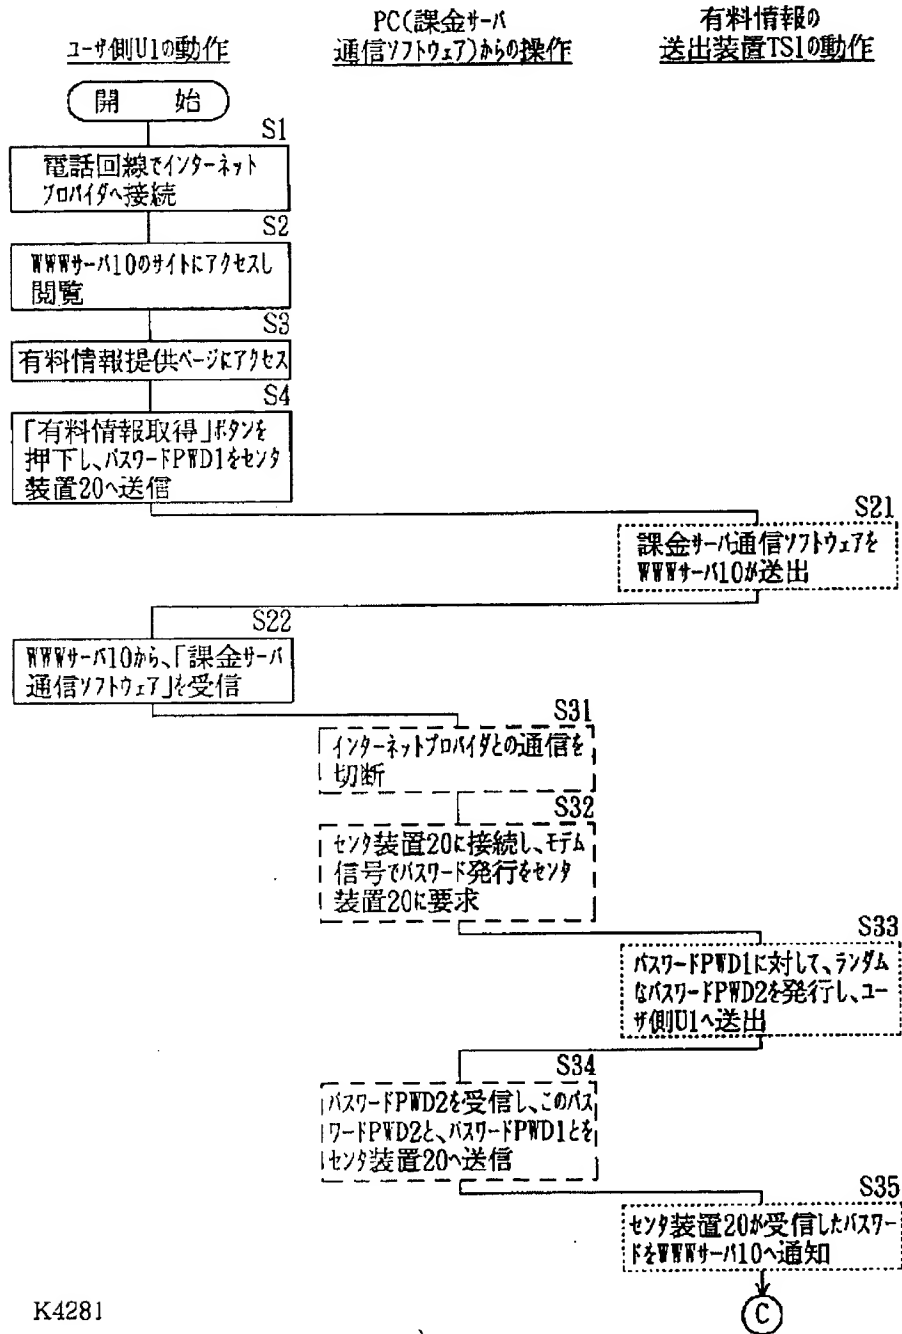 ユーザ側U1の動作
PC(課金サーバ
通信ソフトウェア)からの操作
有料情報の
送出装置TS1の動作
開 始
S1
電話回線でインターネット
プロバイダへ接続
S2
WWWサーバ10のサイトにアクセスし
閲覧
S3
有料情報提供ページにアクセス
S4
「有料情報取得」ボタンを
押下し、パスワードPWD1をセンタ
装置20へ送信
S21
課金サーバ通信ソフトウェアを
WWWサーバ10が送出
S22
WWWサーバ10から、「課金サーバ
通信ソフトウェア」を受信
S31
インターネットプロバイダとの通信を
切断
S32
センタ装置20に接続し、モデム
信号でパスワード発行をセンタ
装置20に要求
S33
パスワードPWD1に対して、ランダム
なパスワードPWD2を発行し、ユー
ザ側U1へ送出
S34
パスワードPWD2を受信し、このパス
ワードPWD2と、パスワードPWD1とを
センタ装置20へ送信
S35
センタ装置20が受信したパスワー
ドをWWWサーバ10へ通知
C
K4281